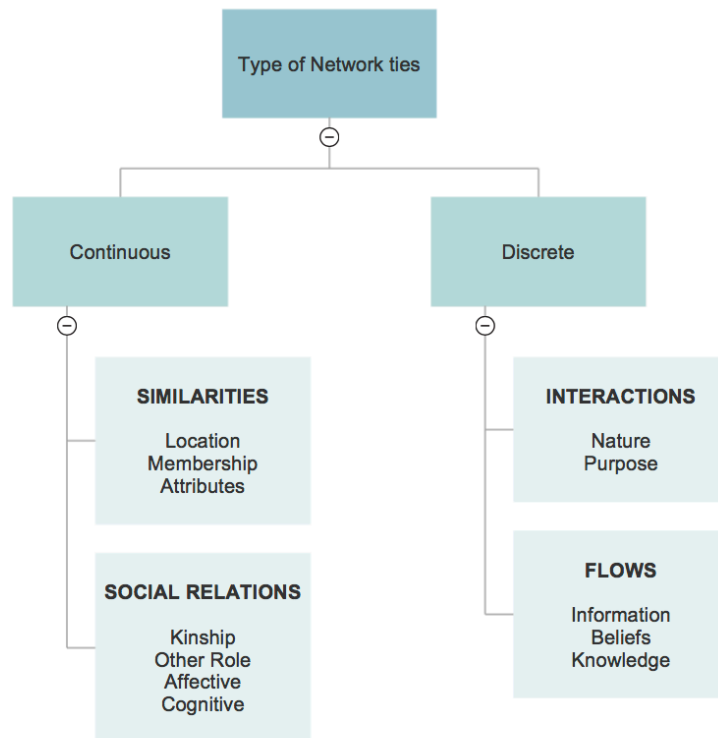 Type of Network ties
Continuous
Discrete
SIMILARITIES
Location
Membership
Attributes
SOCIAL RELATIONS
Kinship
Other Role
Affective
Cognitive
INTERACTIONS
Nature
Purpose
FLOWS
Information
Beliefs
Knowledge